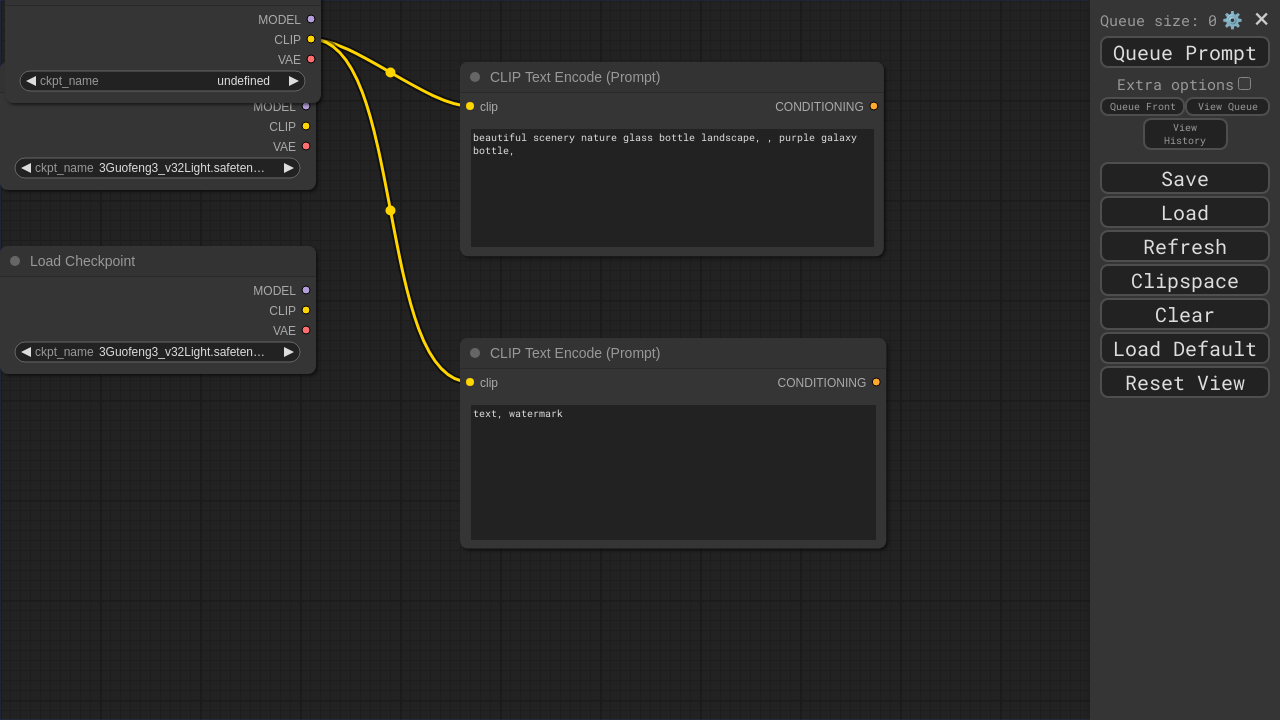 MODEL
CLIP
VAE
ckpt_name undefined
MODEL
CLIP
VAE
ckpt_name 3Guofeng3_v32Light.safeten…
Load Checkpoint
MODEL
CLIP
VAE
ckpt_name 3Guofeng3_v32Light.safeten…
CLIP Text Encode (Prompt)
clip CONDITIONING
beautiful scenery nature glass bottle landscape, , purple galaxy
bottle,
CLIP Text Encode (Prompt)
clip CONDITIONING
text, watermark
Queue size: 0
Queue Prompt
Extra options
Queue Front View Queue
View
History
Save
Load
Refresh
Clipspace
Clear
Load Default
Reset View